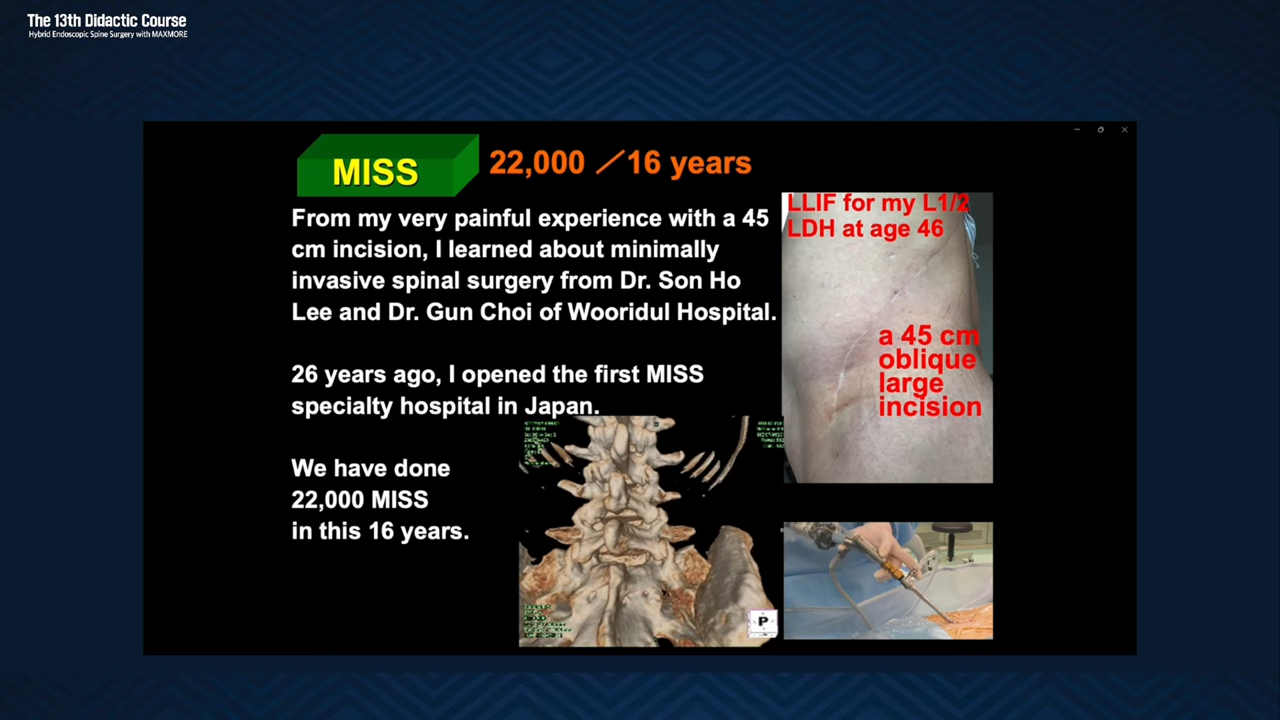 The 13th Didactic Course
Hybrid Endoscopic Spine Surgery with MAXMORE
MISS
22,000 ／16 years
From my very painful experience with a 45
cm incision, I learned about minimally
invasive spinal surgery from Dr. Son Ho
Lee and Dr. Gun Choi of Wooridul Hospital.
26 years ago, I opened the first MISS
specialty hospital in Japan.
We have done
22,000 MISS
in this 16 years.
LLIF for my L1/2
LDH at age 46
a 45 cm
oblique
large
incision
P